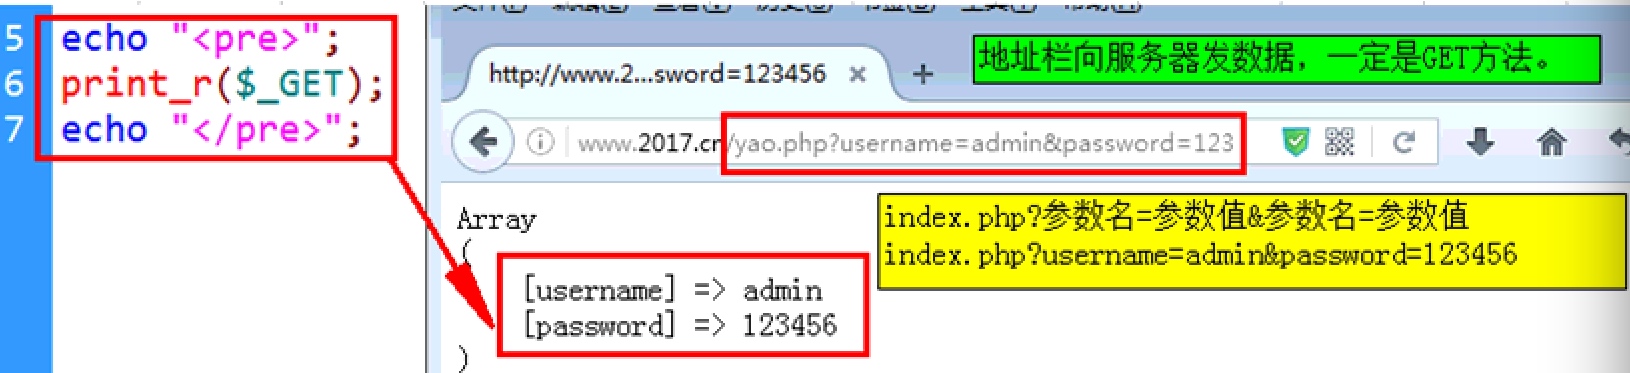 5 echo "<pre>";
6 print_r($_GET);
7 echo "</pre>";
http://www.2...sword=123456 × +
地址栏向服务器发数据，一定是GET方法。
www.2017.cn/yao.php?username=admin&password=123
index.php?参数名=参数值&参数名=参数值
index.php?username=admin&password=123456
Array
(
[username] => admin
[password] => 123456
)